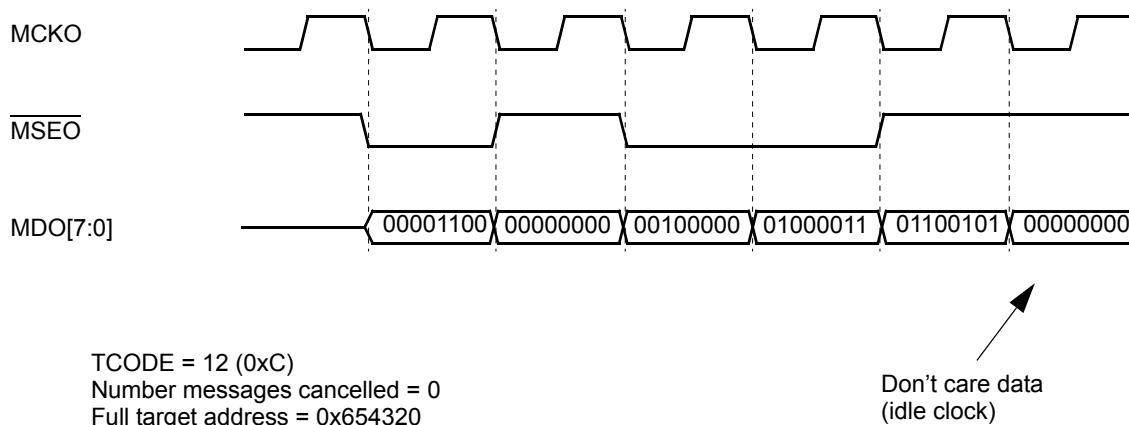 MCKO
MSEO
MDO[7:0]
00001100 00000000 00100000 01000011 01100101 00000000
TCODE = 12 (0xC)
Number messages cancelled = 0
Full target address = 0x654320
Don't care data
(idle clock)